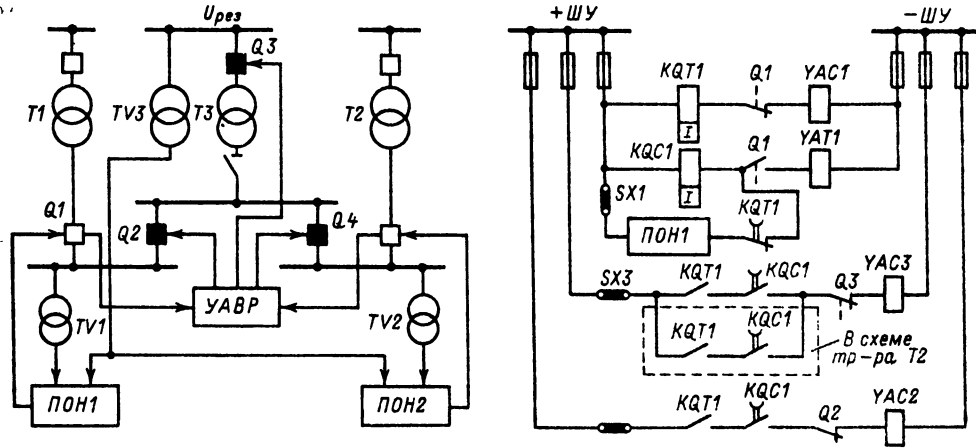 Uрез
Q3
T1
TV3
T3
T2
Q1
Q2
Q4
УАВР
TV1
TV2
ПОН1
ПОН2
+ШУ
−ШУ
KQT1
Q1
YAC1
I
KQC1
Q1
YAT1
I
SX1
KQT1
ПОН1
SX3
KQT1
KQC1
Q3
YAC3
KQT1
KQC1
В схеме
тр-ра T2
KQT1
KQC1
Q2
YAC2